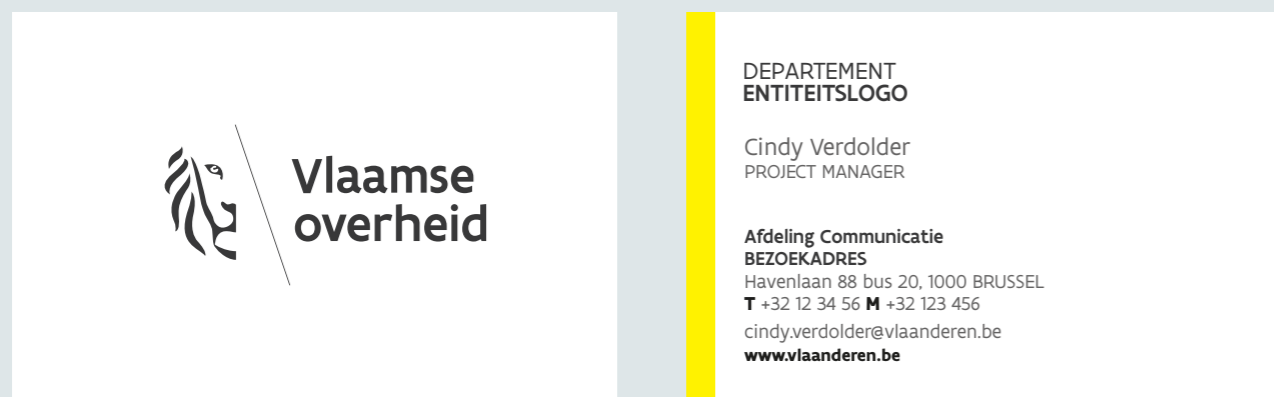 Vlaamse
overheid
DEPARTEMENT
ENTITEITSLOGO
Cindy Verdolder
PROJECT MANAGER
Afdeling Communicatie
BEZOEKADRES
Havenlaan 88 bus 20, 1000 BRUSSEL
T +32 12 34 56 M +32 123 456
cindy.verdolder@vlaanderen.be
www.vlaanderen.be